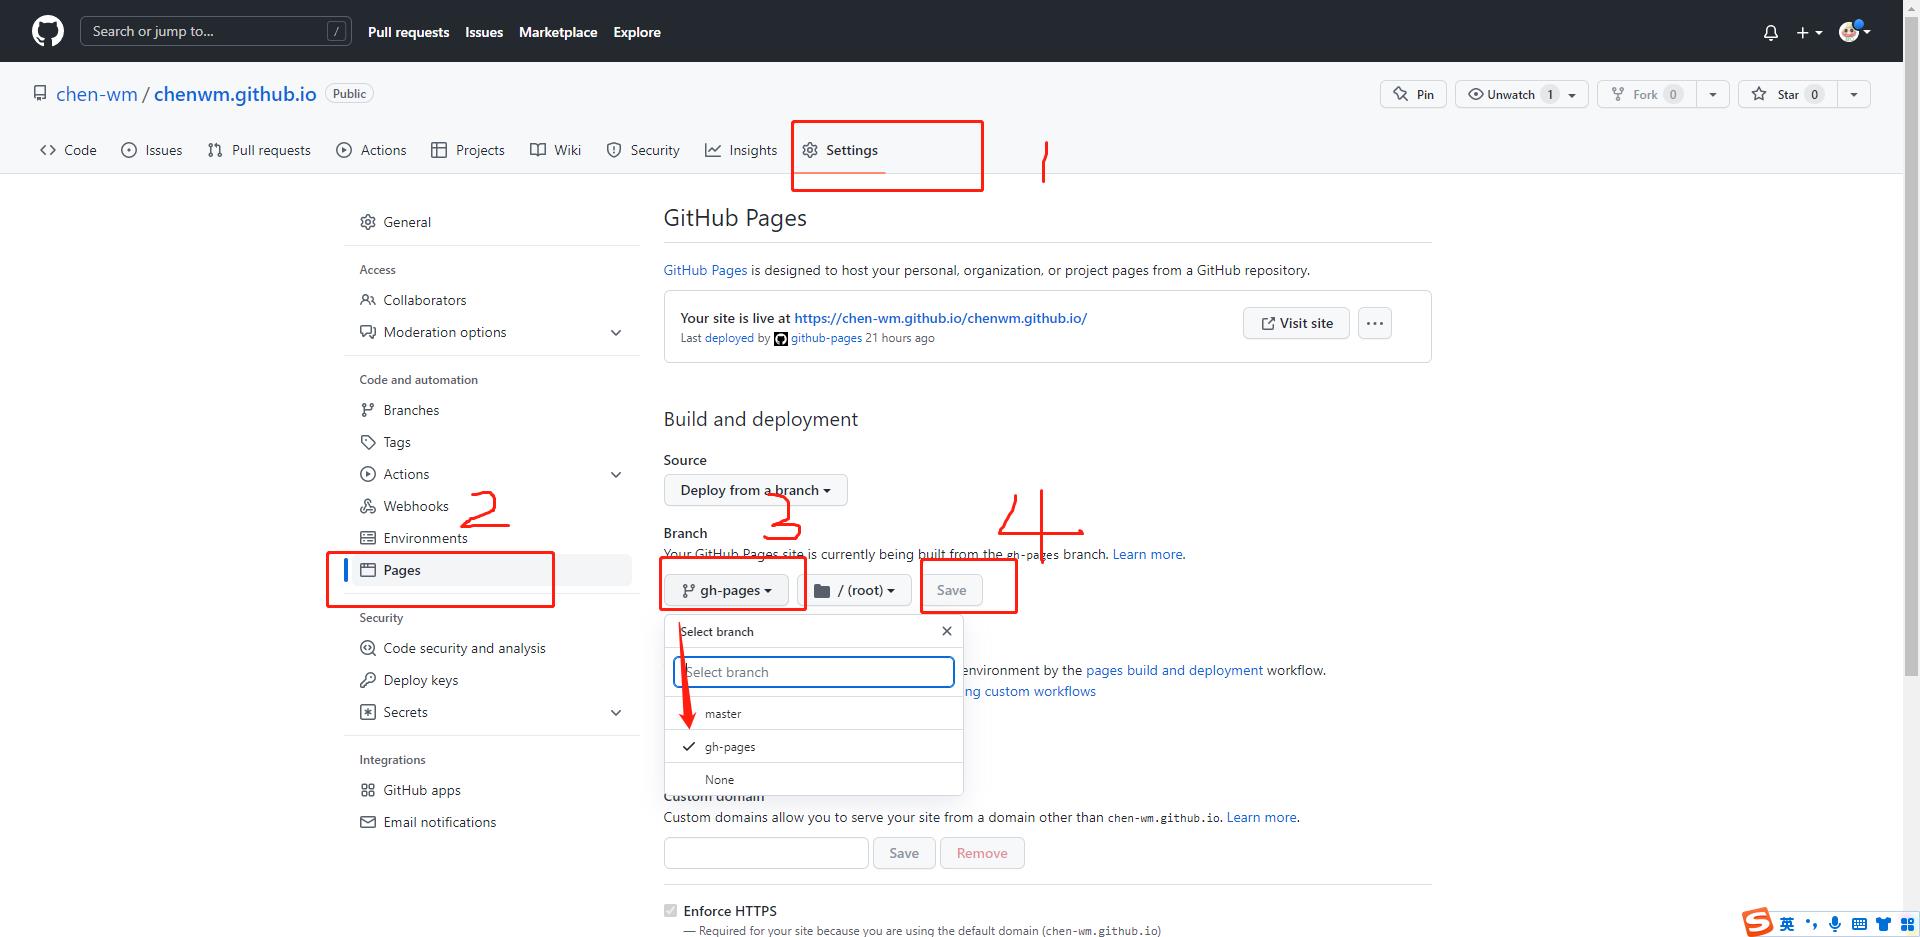 Search or jump to... /
Pull requests Issues Marketplace Explore
chen-wm / chenwm.github.io Public
Pin Unwatch 1 Fork 0 Star 0
Code Issues Pull requests Actions Projects Wiki Security Insights Settings 1
General
Access
Collaborators
Moderation options
Code and automation
Branches
Tags
Actions
Webhooks
2
Environments
Pages
Security
Code security and analysis
Deploy keys
Secrets
Integrations
GitHub apps
Email notifications
GitHub Pages
GitHub Pages is designed to host your personal, organization, or project pages from a GitHub repository.
Your site is live at https://chen-wm.github.io/chenwm.github.io/
Last deployed by github-pages 21 hours ago
Visit site
Build and deployment
Source
Deploy from a branch
3 4
Branch
Your GitHub Pages site is currently being built from the gh-pages branch. Learn more.
gh-pages / (root) Save
Select branch
Select branch
master
gh-pages
None
environment by the pages build and deployment workflow.
ng custom workflows
Custom domain
Custom domains allow you to serve your site from a domain other than chen-wm.github.io. Learn more.
Save Remove
Enforce HTTPS
— Required for your site because you are using the default domain (chen-wm.github.io)
S 英